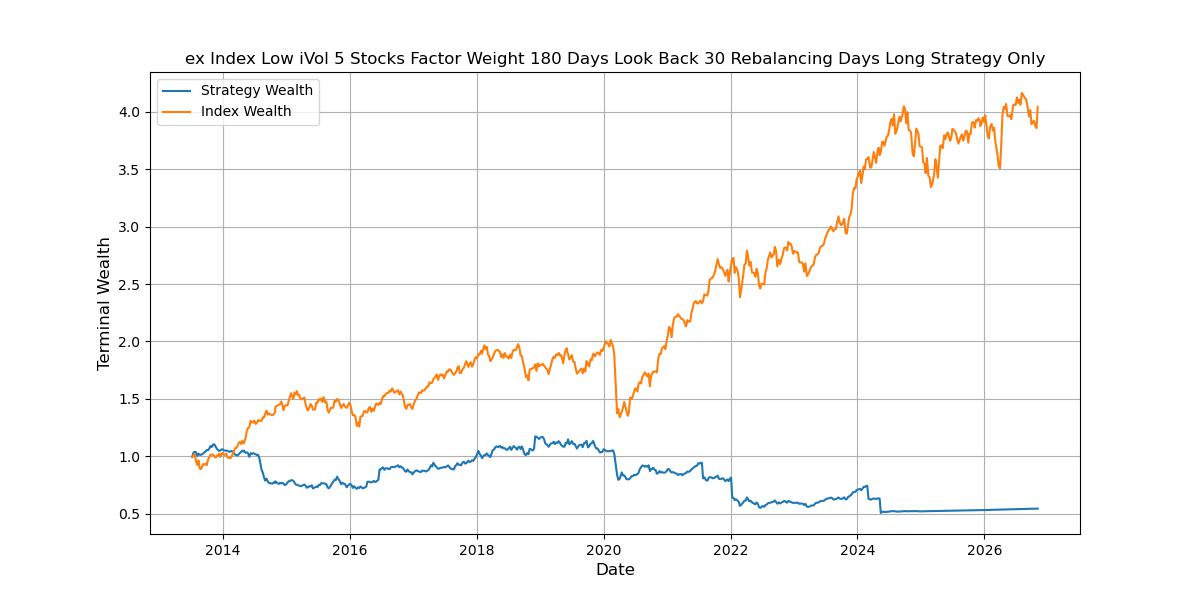 ex Index Low iVol 5 Stocks Factor Weight 180 Days Look Back 30 Rebalancing Days Long Strategy Only
Strategy Wealth
Index Wealth
Terminal Wealth
4.0
3.5
3.0
2.5
2.0
1.5
1.0
0.5
2014 2016 2018 2020 2022 2024 2026
Date